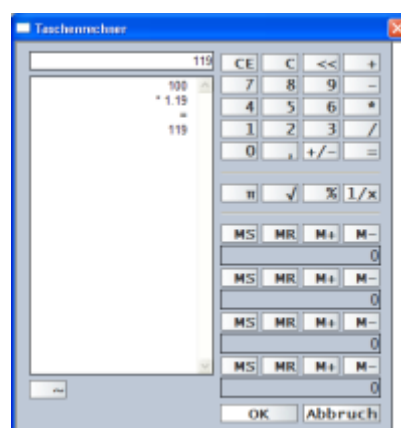 Taschenrechner
119
100
* 1.19
=
119
CE C << +
7 8 9 -
4 5 6 *
1 2 3 /
0 , +/- =
π √ % 1/x
MS MR M+ M-
0
MS MR M+ M-
0
MS MR M+ M-
0
MS MR M+ M-
0
OK Abbruch